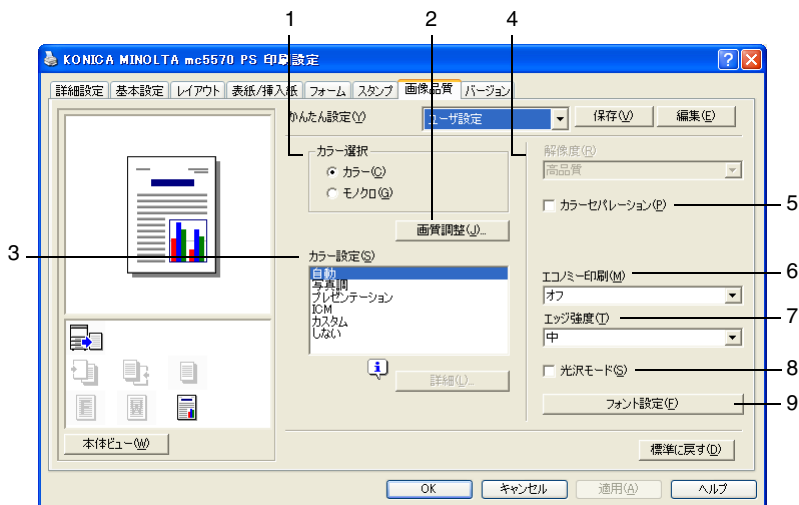 1
2
4
KONICA MINOLTA mc5570 PS 印刷設定
詳細設定 基本設定 レイアウト 表紙/挿入紙 フォーム スタンプ 画像品質 バージョン
かんたん設定(Y) ユーザ設定 保存(V) 編集(E)
カラー選択
カラー(C)
モノクロ(G)
解像度(R)
高品質
カラーセパレーション(P)
5
画質調整(J)...
3
カラー設定(S)
自動
写真調
プレゼンテーション
ICM
カスタム
しない
詳細(L)...
エコノミー印刷(M)
6
オフ
エッジ強度(T)
7
中
光沢モード(S)
8
フォント設定(F)
9
本体ビュー(W)
標準に戻す(D)
OK キャンセル 適用(A) ヘルプ